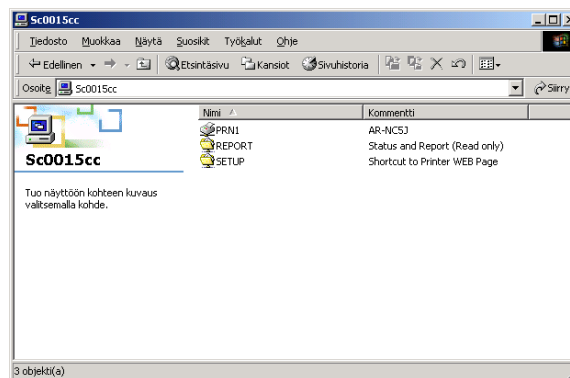 Sc0015cc
Tiedosto Muokkaa Näytä Suosikit Työkalut Ohje
Edellinen Etsintäsivu Kansiot Sivuhistoria
Osoite Sc0015cc Siirry
Nimi Kommentti
PRN1 AR-NC5J
REPORT Status and Report (Read only)
SETUP Shortcut to Printer WEB Page
Sc0015cc
Tuo näyttöön kohteen kuvaus
valitsemalla kohde.
3 objekti(a)